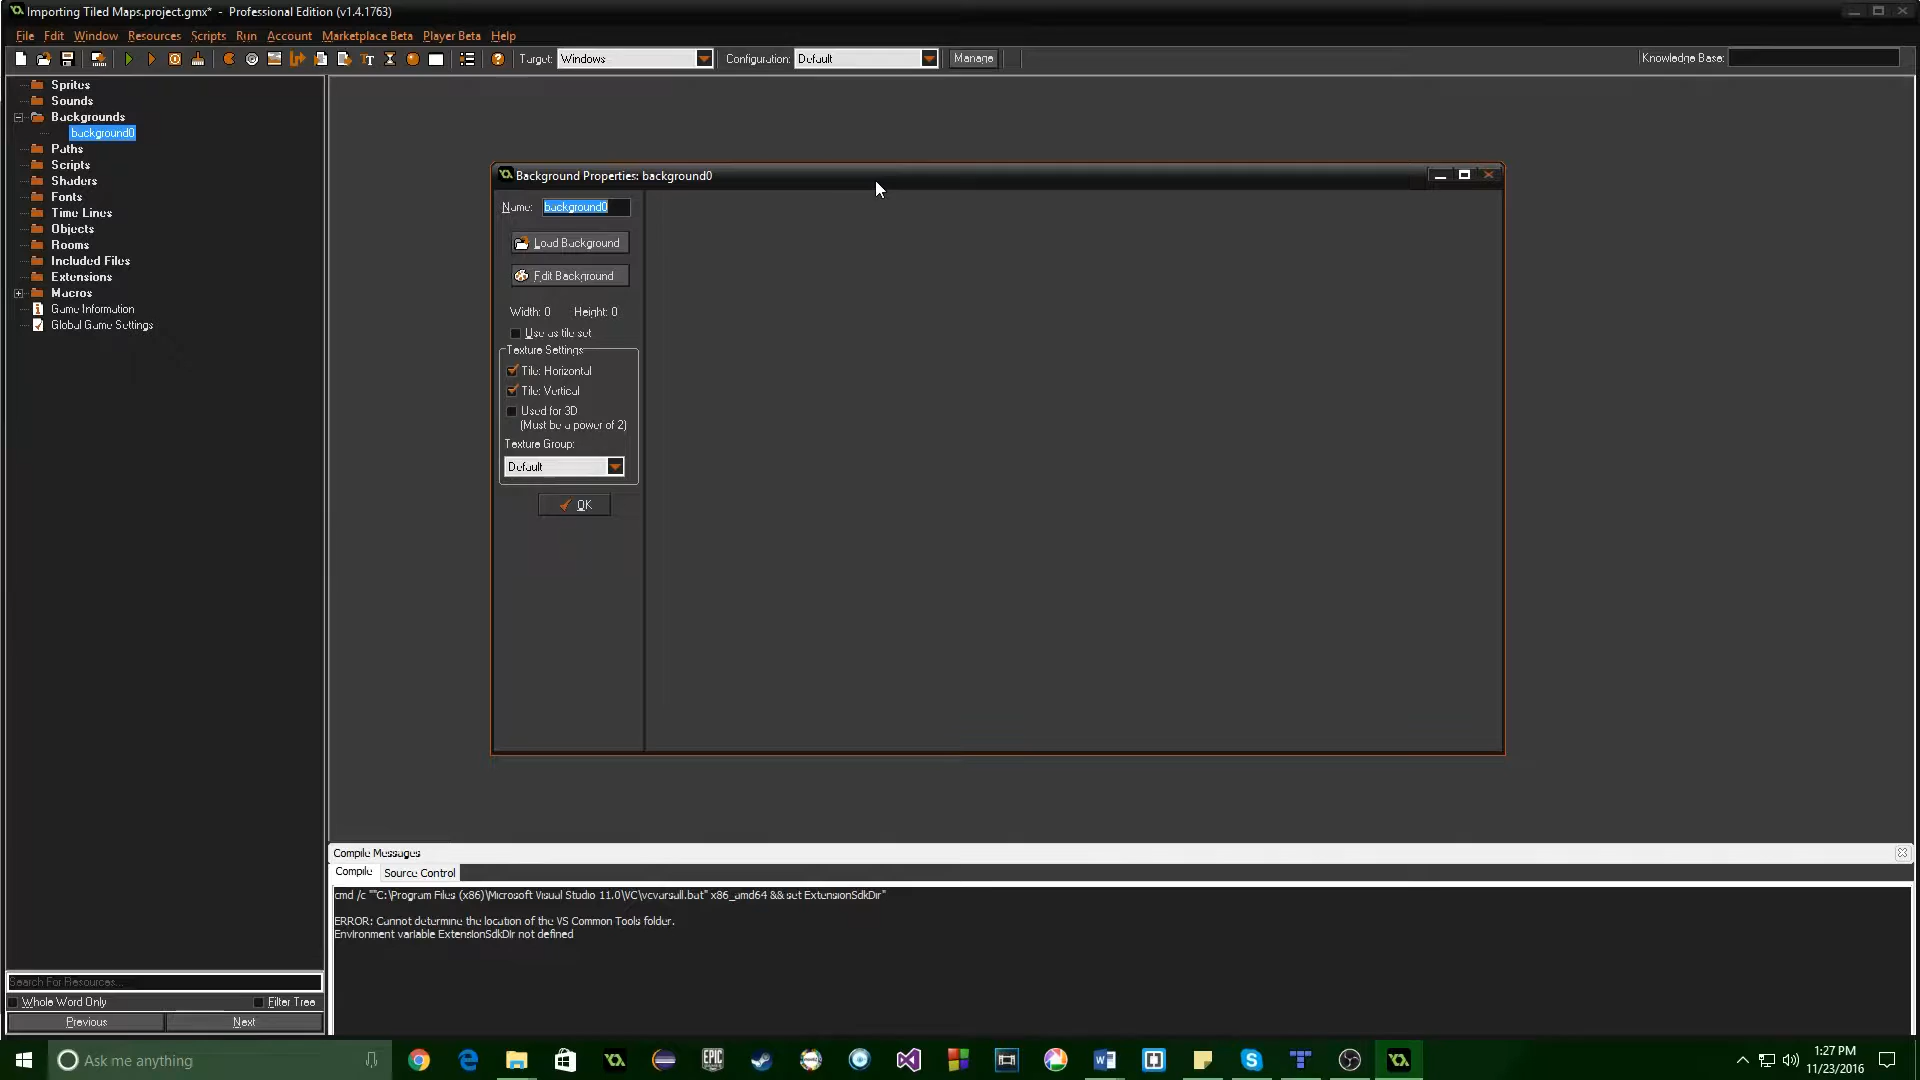 Importing Tiled Maps.project.gmx* - Professional Edition (v1.4.1763)
File Edit Window Resources Scripts Run Account Marketplace Beta Player Beta Help
Target: Windows Configuration: Default Manage Knowledge Base:
Sprites
Sounds
Backgrounds
background0
Paths
Scripts
Shaders
Fonts
Time Lines
Objects
Rooms
Included Files
Extensions
Macros
Game Information
Global Game Settings
Background Properties: background0
Name: background0
Load Background
Edit Background
Width: 0 Height: 0
Use as tile set
Texture Settings
Tile: Horizontal
Tile: Vertical
Used for 3D
(Must be a power of 2)
Texture Group:
Default
OK
Compile Messages
Compile Source Control
cmd /c ""C:\Program Files (x86)\Microsoft Visual Studio 11.0\VC\vcvarsall.bat" x86_amd64 && set ExtensionSdkDir"
ERROR: Cannot determine the location of the VS Common Tools folder.
Environment variable ExtensionSdkDir not defined
Search For Resources...
Whole Word Only Filter Tree
Previous Next
Ask me anything
EPIC
1:27 PM
11/23/2016